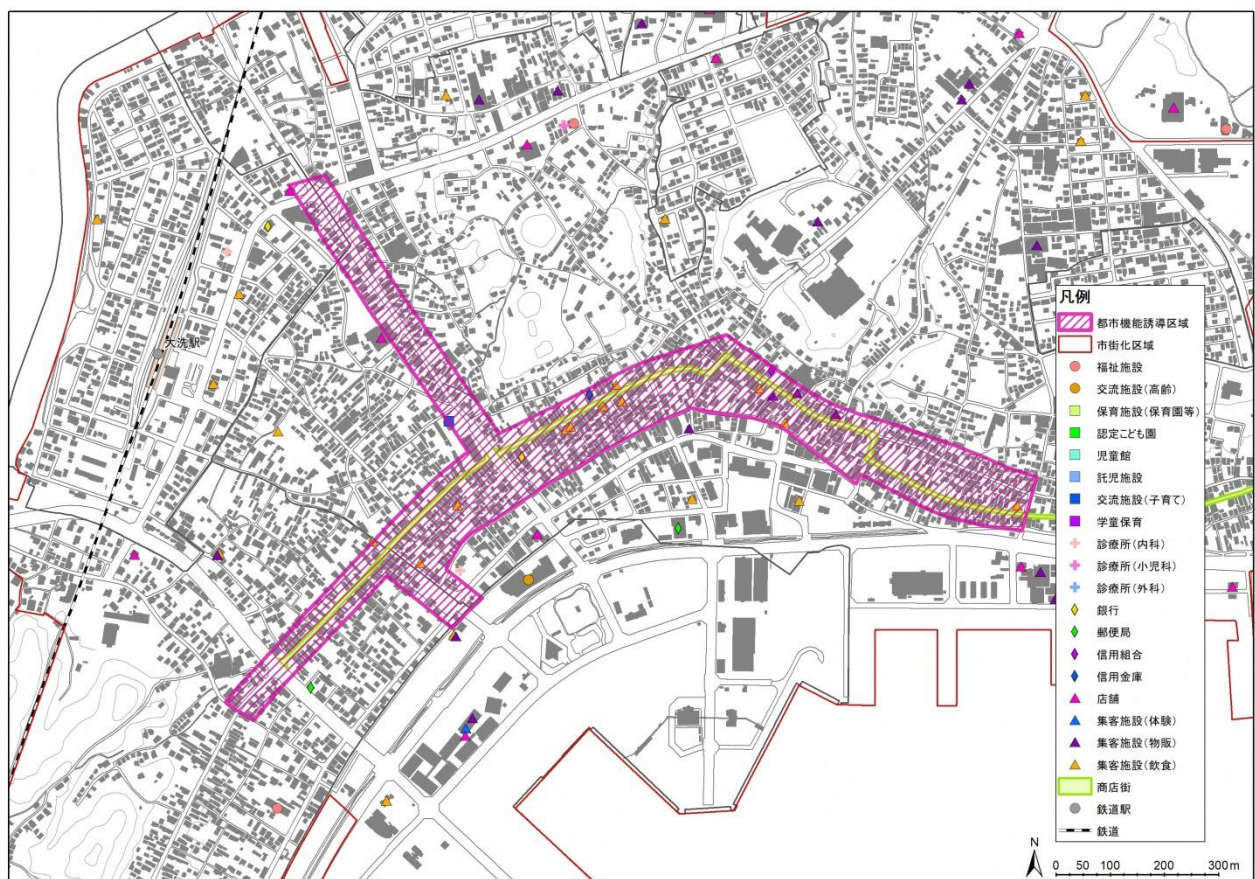 大洗駅
凡例
都市機能誘導区域
市街化区域
福祉施設
交流施設(高齢)
保育施設(保育園等)
認定こども園
児童館
託児施設
交流施設(子育て)
学童保育
診療所(内科)
診療所(小児科)
診療所(外科)
銀行
郵便局
信用組合
信用金庫
店舗
集客施設(体験)
集客施設(物販)
集客施設(飲食)
商店街
鉄道駅
鉄道
N
0 50 100 200 300m